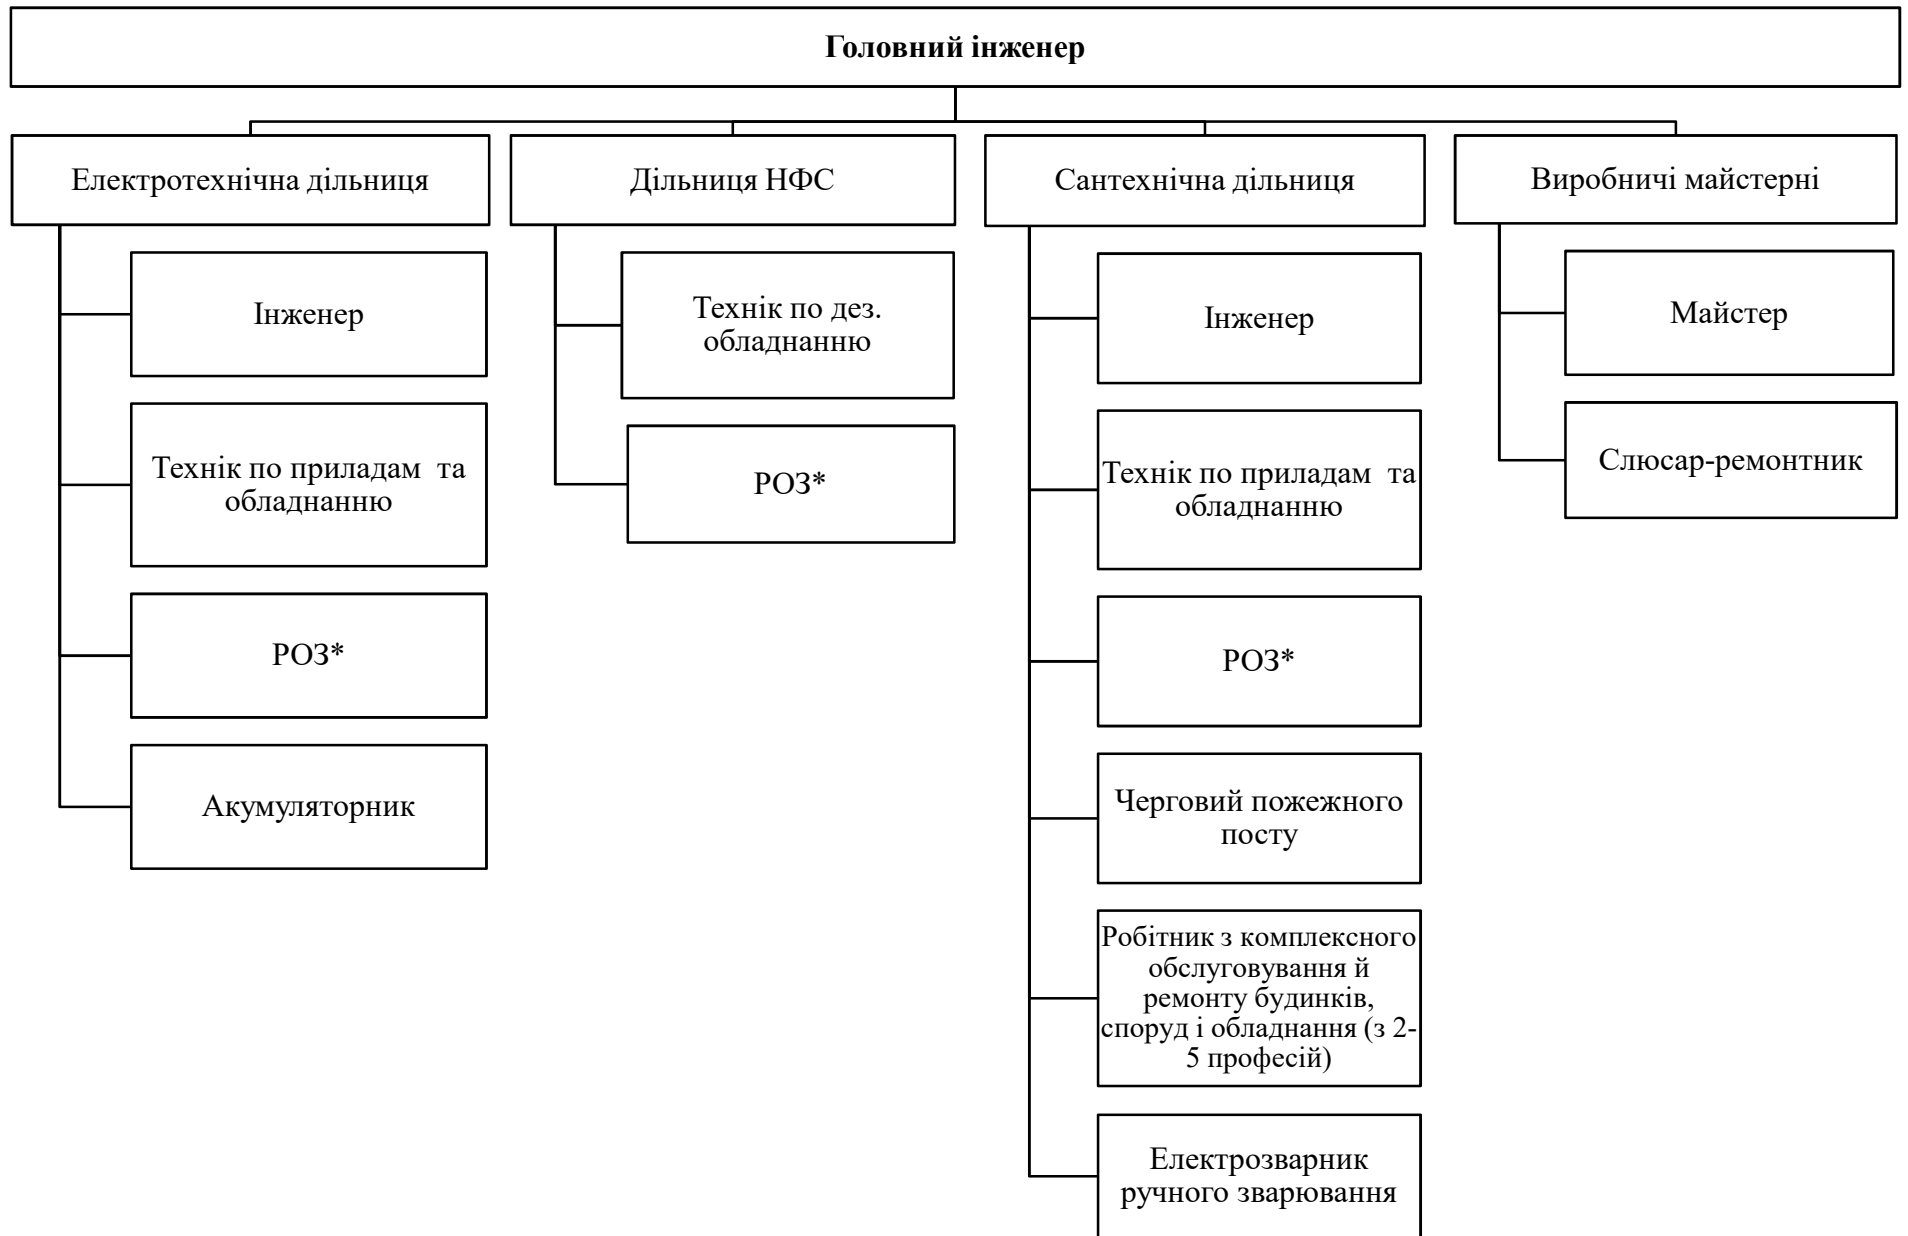 Головний інженер
Електротехнічна дільниця
Інженер
Технік по приладам та
обладнанню
РОЗ*
Акумуляторник
Дільниця НФС
Технік по дез.
обладнанню
РОЗ*
Сантехнічна дільниця
Інженер
Технік по приладам та
обладнанню
РОЗ*
Черговий пожежного
посту
Робітник з комплексного
обслуговування й
ремонту будинків,
споруд і обладнання (з 2-
5 професій)
Електрозварник
ручного зварювання
Виробничі майстерні
Майстер
Слюсар-ремонтник